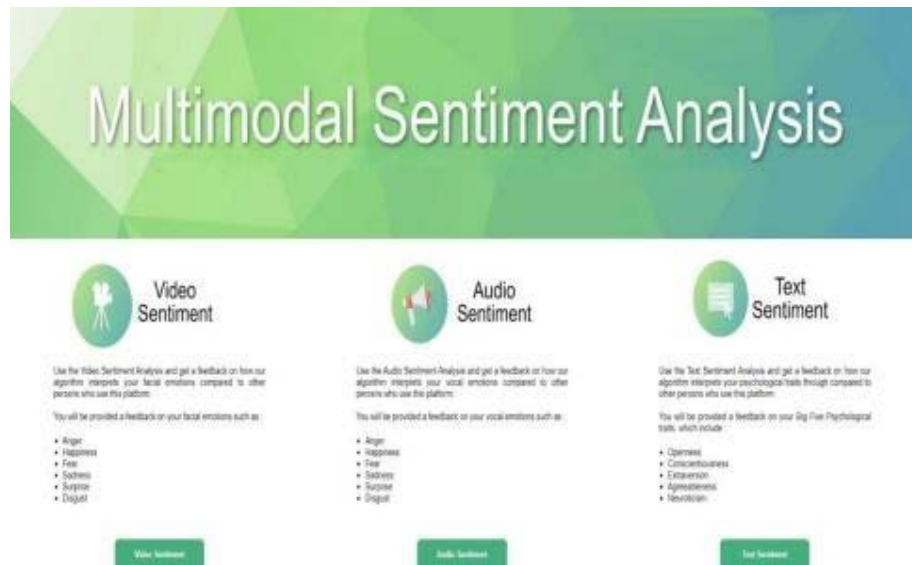 Multimodal Sentiment Analysis
Video
Sentiment
Use the Video Sentiment Analysis and get a feedback on how our
algorithm interprets your facial emotions compared to other
persons who use this platform.
You will be provided a feedback on your facial emotions such as :
• Anger
• Happiness
• Fear
• Sadness
• Surprise
• Disgust
Video Sentiment
Audio
Sentiment
Use the Audio Sentiment Analysis and get a feedback on how our
algorithm interprets your vocal emotions compared to other
persons who use this platform.
You will be provided a feedback on your vocal emotions such as :
• Anger
• Happiness
• Fear
• Sadness
• Surprise
• Disgust
Audio Sentiment
Text
Sentiment
Use the Text Sentiment Analysis and get a feedback on how our
algorithm interprets your psychological traits through compared to
other persons who use this platform.
You will be provided a feedback on your Big Five Psychological
traits, which include :
• Openness
• Conscientiousness
• Extraversion
• Agreeableness
• Neuroticism
Text Sentiment